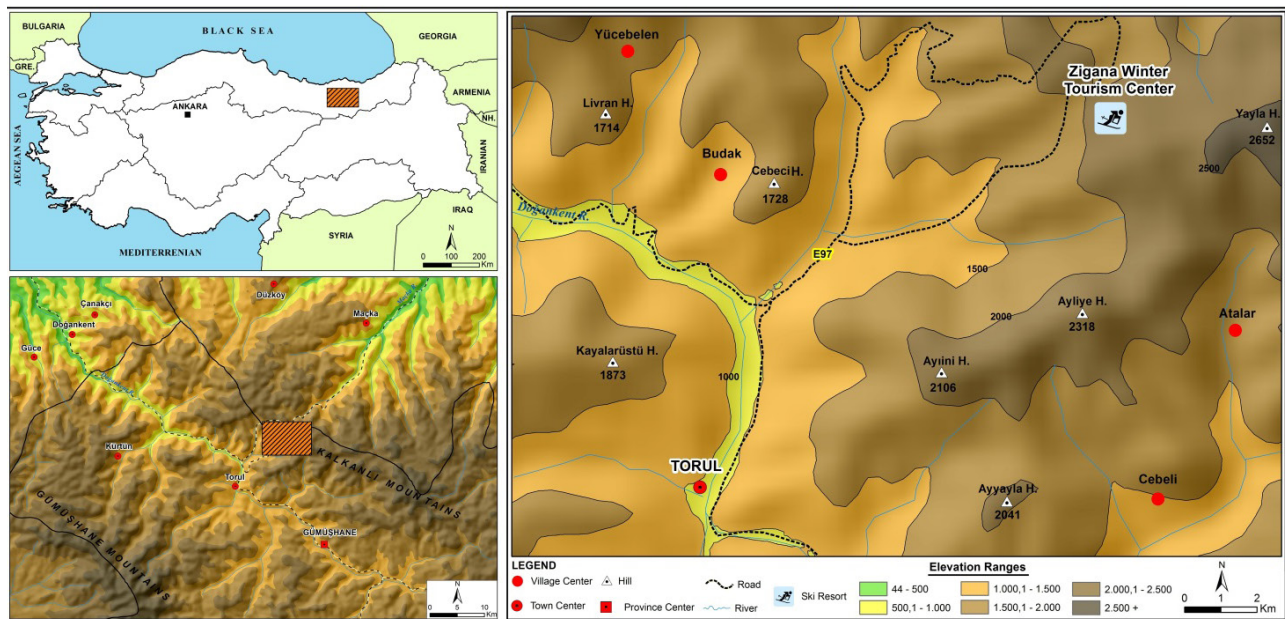 BULGARIA
BLACK SEA
GEORGIA
GRE.
ANKARA
ARMENIA
NH.
AEGEAN SEA
IRANIAN
IRAQ
SYRIA
MEDITERRENIAN
N
0 100 200
Km
Düzköy
Çanakçı
Maçka
Doğankent
Güce
Kürtün
Torul
KALKANLI MOUNTAINS
GÜMÜŞHANE
GÜMÜŞHANE MOUNTAINS
N
0 5 10
Km
Yücebelen
Zigana Winter
Tourism Center
Livran H.
1714
Yayla H.
2652
Budak
Cebeci H.
1728
2500
Doğankent R.
E97
1500
Ayliye H.
2318
2000
Atalar
Kayalarüstü H.
1873
1000
Ayıini H.
2106
TORUL
Ayyayla H.
2041
Cebeli
LEGEND
Village Center
Hill
Road
Town Center
Province Center
River
Ski Resort
Elevation Ranges
44 - 500
500,1 - 1.000
1.000,1 - 1.500
1.500,1 - 2.000
2.000,1 - 2.500
2.500 +
N
0 1 2
Km